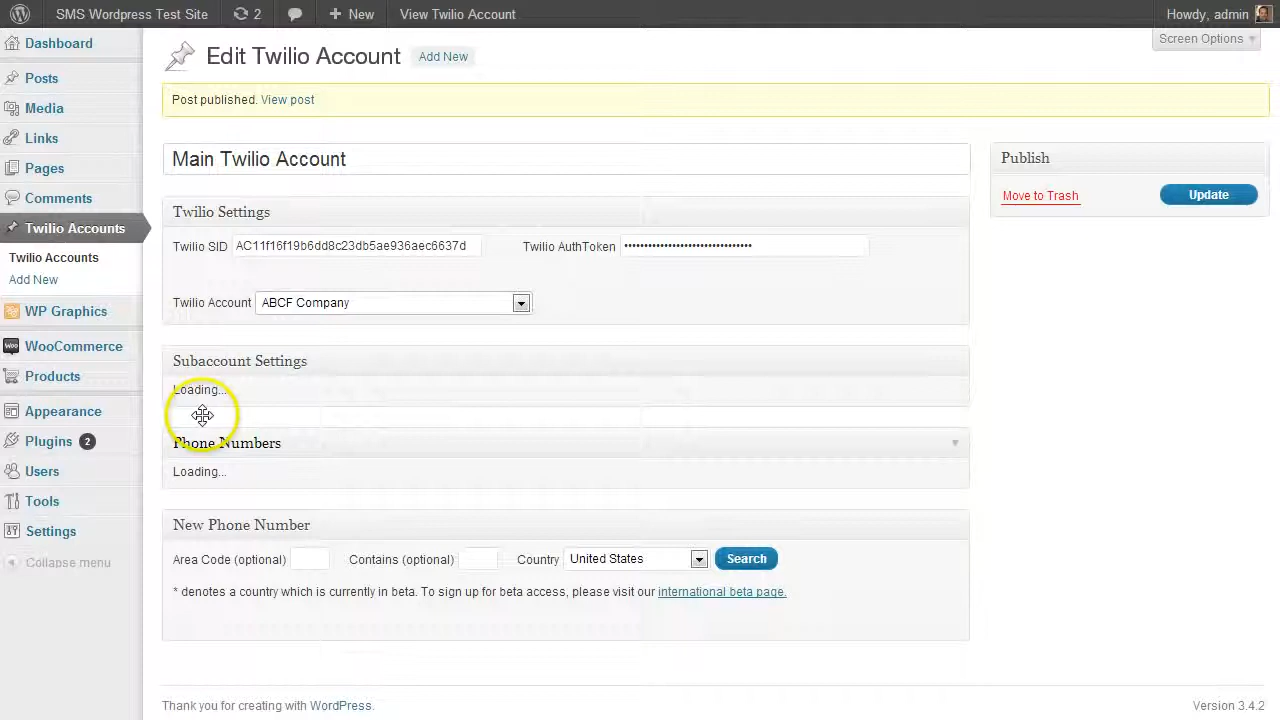 SMS Wordpress Test Site 2 New View Twilio Account Howdy, admin
Screen Options
Dashboard
Posts
Media
Links
Pages
Comments
Twilio Accounts
Twilio Accounts
Add New
WP Graphics
WooCommerce
Products
Appearance
Plugins 2
Users
Tools
Settings
Collapse menu
Edit Twilio Account Add New
Post published. View post
Main Twilio Account
Twilio Settings
Twilio SID AC11f16f19b6dd8c23db5ae936aec6637d Twilio AuthToken ••••••••••••••••••••••••••••••••
Twilio Account ABCF Company
Subaccount Settings
Loading...
Phone Numbers
Loading...
New Phone Number
Area Code (optional) Contains (optional) Country United States Search
* denotes a country which is currently in beta. To sign up for beta access, please visit our international beta page.
Publish
Move to Trash Update
Thank you for creating with WordPress. Version 3.4.2